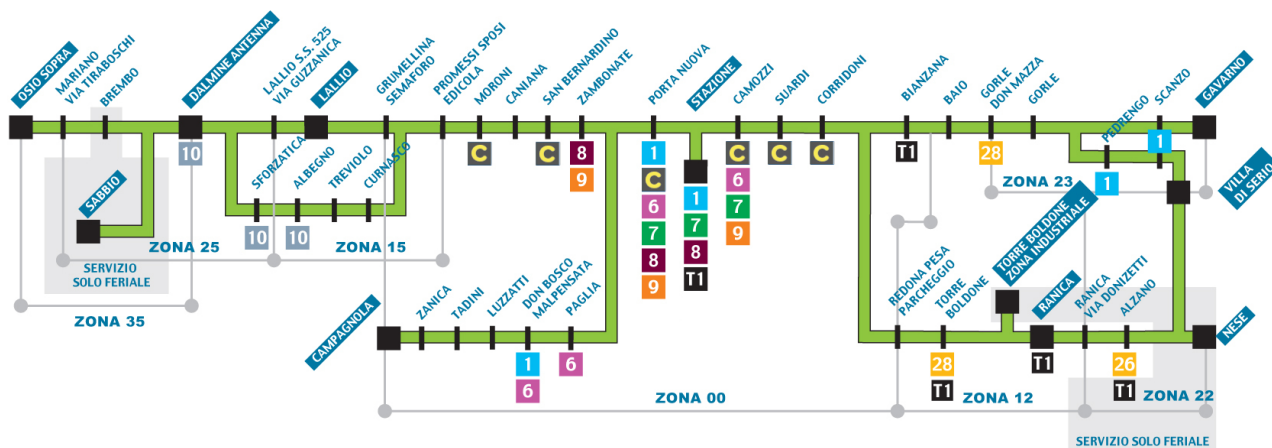 OSIO SOPRA
MARIANO
VIA TIRABOSCHI
BREMBO
DALMINE ANTENNA
LALLIO S.S. 525
VIA GUZZANICA
LALLIO
GRUMELLINA
SEMAFORO
PROMESSI SPOSI
EDICOLA
MORONI
CANIANA
SAN BERNARDINO
ZAMBONATE
PORTA NUOVA
STAZIONE
CAMOZZI
SUARDI
CORRIDONI
BIANZANA
BAIO
GORLE
DON MAZZA
GORLE
PEDRENGO
SCANZO
GAVARNO
10
C
C
8
9
1
C
6
7
8
9
1
7
8
T1
C
6
7
9
C
C
T1
28
1
1
SABBIO
SFORZATICA
ALBEGNO
TREVIOLO
CURNASCO
10
10
ZONA 23
VILLA
DI SERIO
ZONA 25
ZONA 15
SERVIZIO
SOLO FERIALE
ZONA 35
CAMPAGNOLA
ZANICA
TADINI
LUZZATTI
DON BOSCO
MALPENSATA
PAGLIA
1
6
6
REDONA PESA
PARCHEGGIO
TORRE
BOLDONE
TORRE BOLDONE
ZONA INDUSTRIALE
RANICA
RANICA
VIA DONIZETTI
ALZANO
NESE
28
T1
T1
26
T1
ZONA 00
ZONA 12
ZONA 22
SERVIZIO SOLO FERIALE